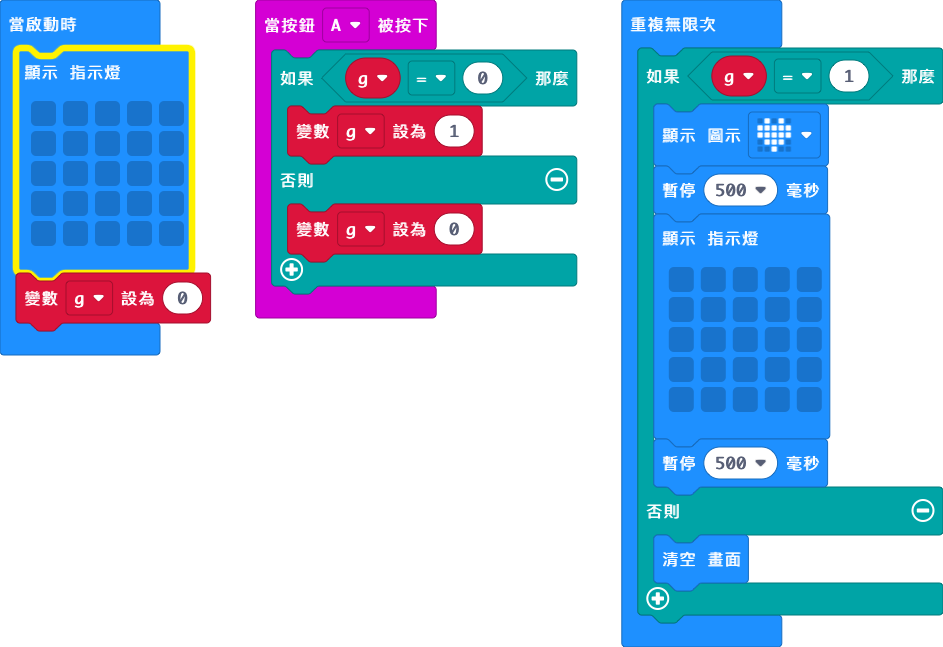 當啟動時
顯示 指示燈
變數 g 設為 0
當按鈕 A 被按下
如果 g = 0 那麼
變數 g 設為 1
否則
變數 g 設為 0
重複無限次
如果 g = 1 那麼
顯示 圖示
暫停 500 毫秒
顯示 指示燈
暫停 500 毫秒
否則
清空 畫面